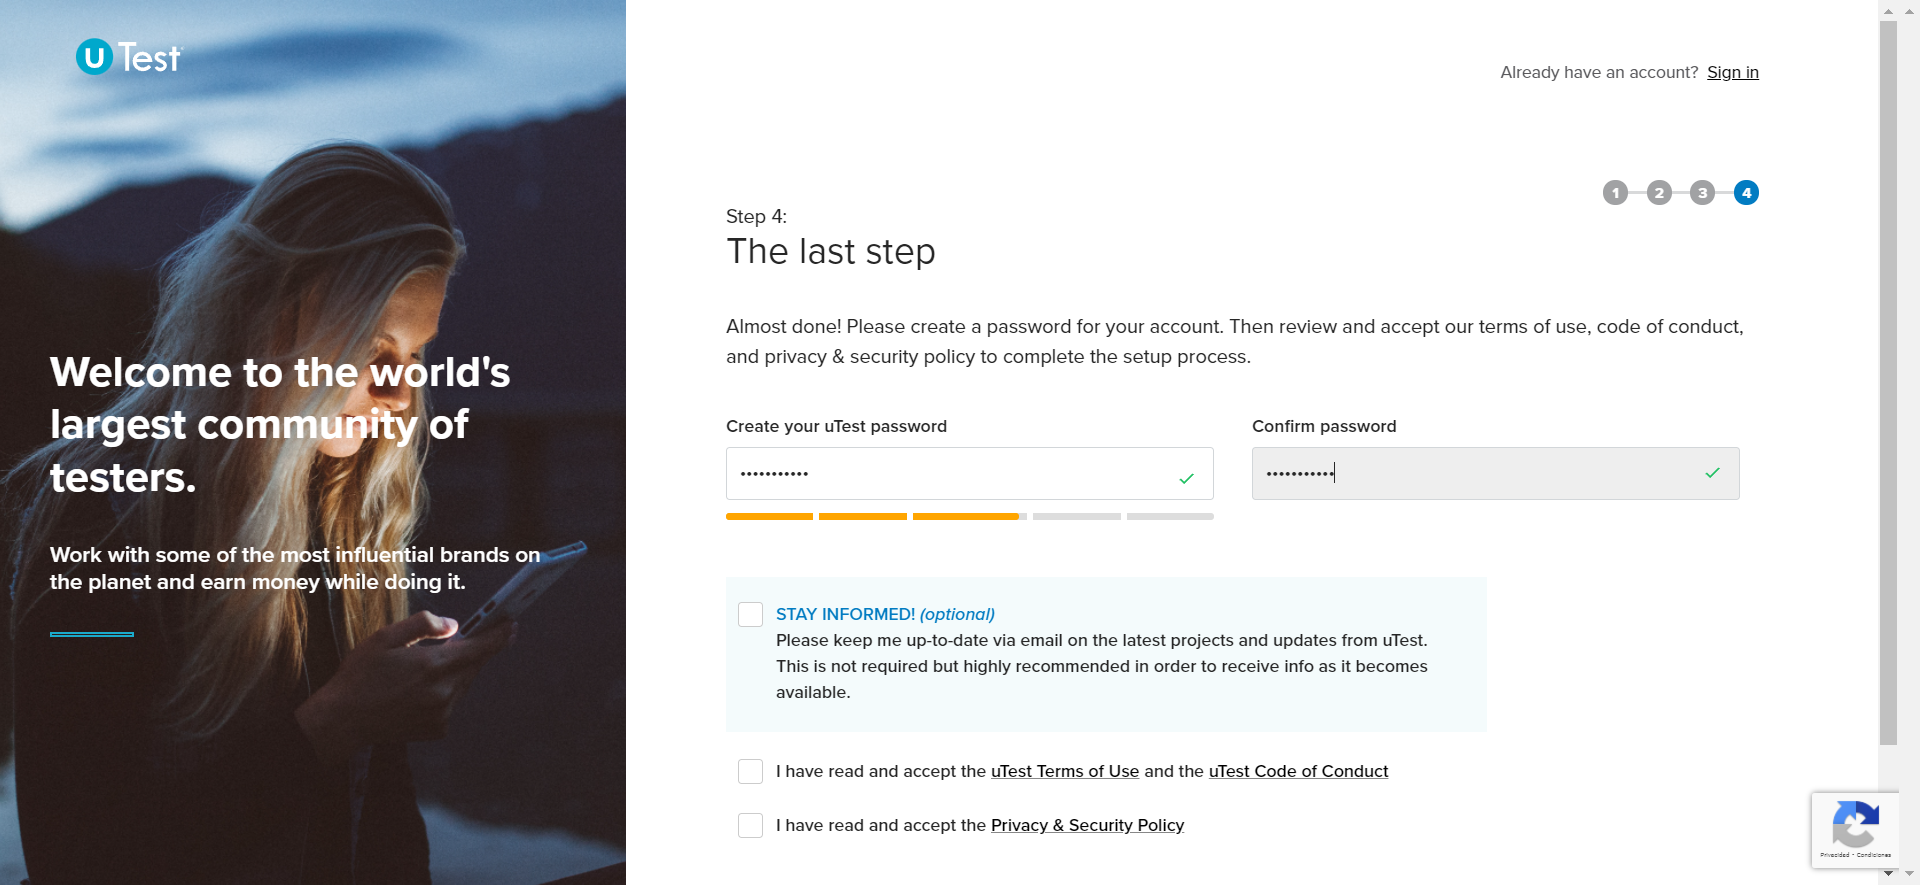 U Test
Welcome to the world's
largest community of
testers.
Work with some of the most influential brands on
the planet and earn money while doing it.
Already have an account? Sign in
1 2 3 4
Step 4:
The last step
Almost done! Please create a password for your account. Then review and accept our terms of use, code of conduct,
and privacy & security policy to complete the setup process.
Create your uTest password
Confirm password
•••••••••••
•••••••••••
STAY INFORMED! (optional)
Please keep me up-to-date via email on the latest projects and updates from uTest.
This is not required but highly recommended in order to receive info as it becomes
available.
I have read and accept the uTest Terms of Use and the uTest Code of Conduct
I have read and accept the Privacy & Security Policy
Privacidad - Condiciones